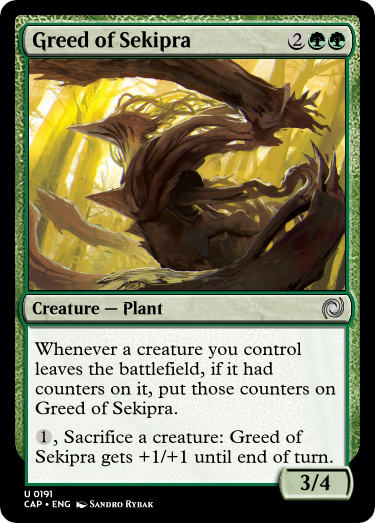 Greed of Sekipra 2
Creature — Plant
Whenever a creature you control
leaves the battlefield, if it had
counters on it, put those counters on
Greed of Sekipra.
1, Sacrifice a creature: Greed of
Sekipra gets +1/+1 until end of turn.
3/4
U 0191
CAP • ENG Sandro Rybak